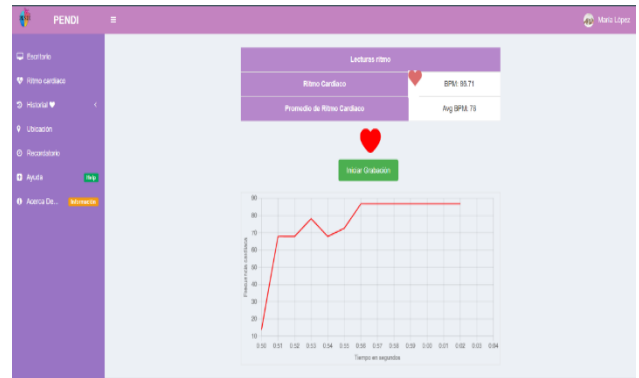 PENDI
María López
Escritorio
Ritmo cardiaco
Historial
Ubicación
Recordatorio
Ayuda Help
Acerca De... Información
Lecturas ritmo
Ritmo Cardiaco BPM: 86.71
Promedio de Ritmo Cardiaco Avg BPM: 76
Iniciar Grabación
90
80
70
60
50
40
30
20
10
0:50 0:51 0:52 0:53 0:54 0:55 0:56 0:57 0:58 0:59 0:00 0:01 0:02 0:03 0:04
Tiempo en segundos